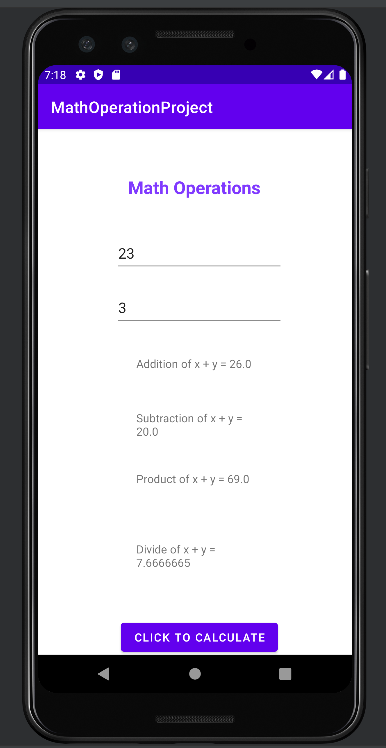 7:18
MathOperationProject
Math Operations
23
3
Addition of x + y = 26.0
Subtraction of x + y =
20.0
Product of x + y = 69.0
Divide of x + y =
7.6666665
CLICK TO CALCULATE